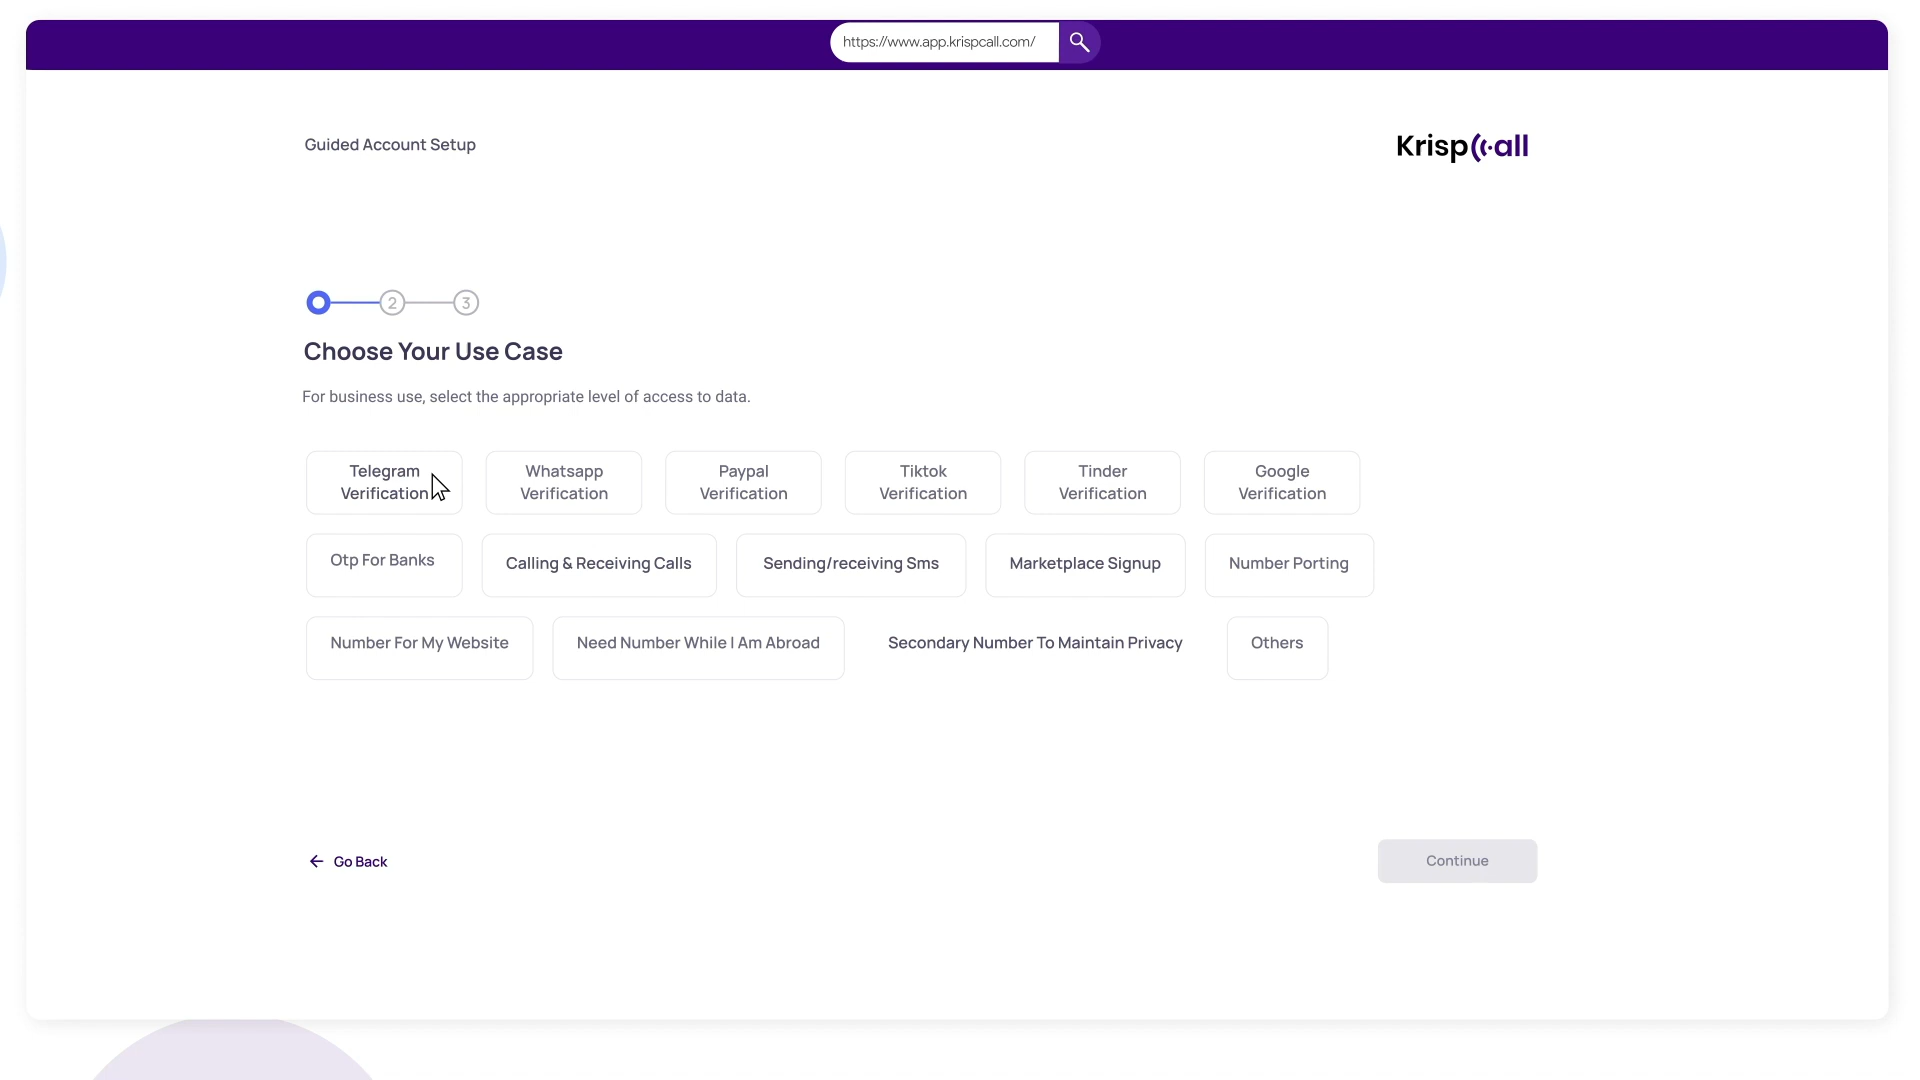 https://www.app.krispcall.com/
Guided Account Setup
KrispCall
2
3
Choose Your Use Case
For business use, select the appropriate level of access to data.
Telegram
Verification
Whatsapp
Verification
Paypal
Verification
Tiktok
Verification
Tinder
Verification
Google
Verification
Otp For Banks
Calling & Receiving Calls
Sending/receiving Sms
Marketplace Signup
Number Porting
Number For My Website
Need Number While I Am Abroad
Secondary Number To Maintain Privacy
Others
Go Back
Continue